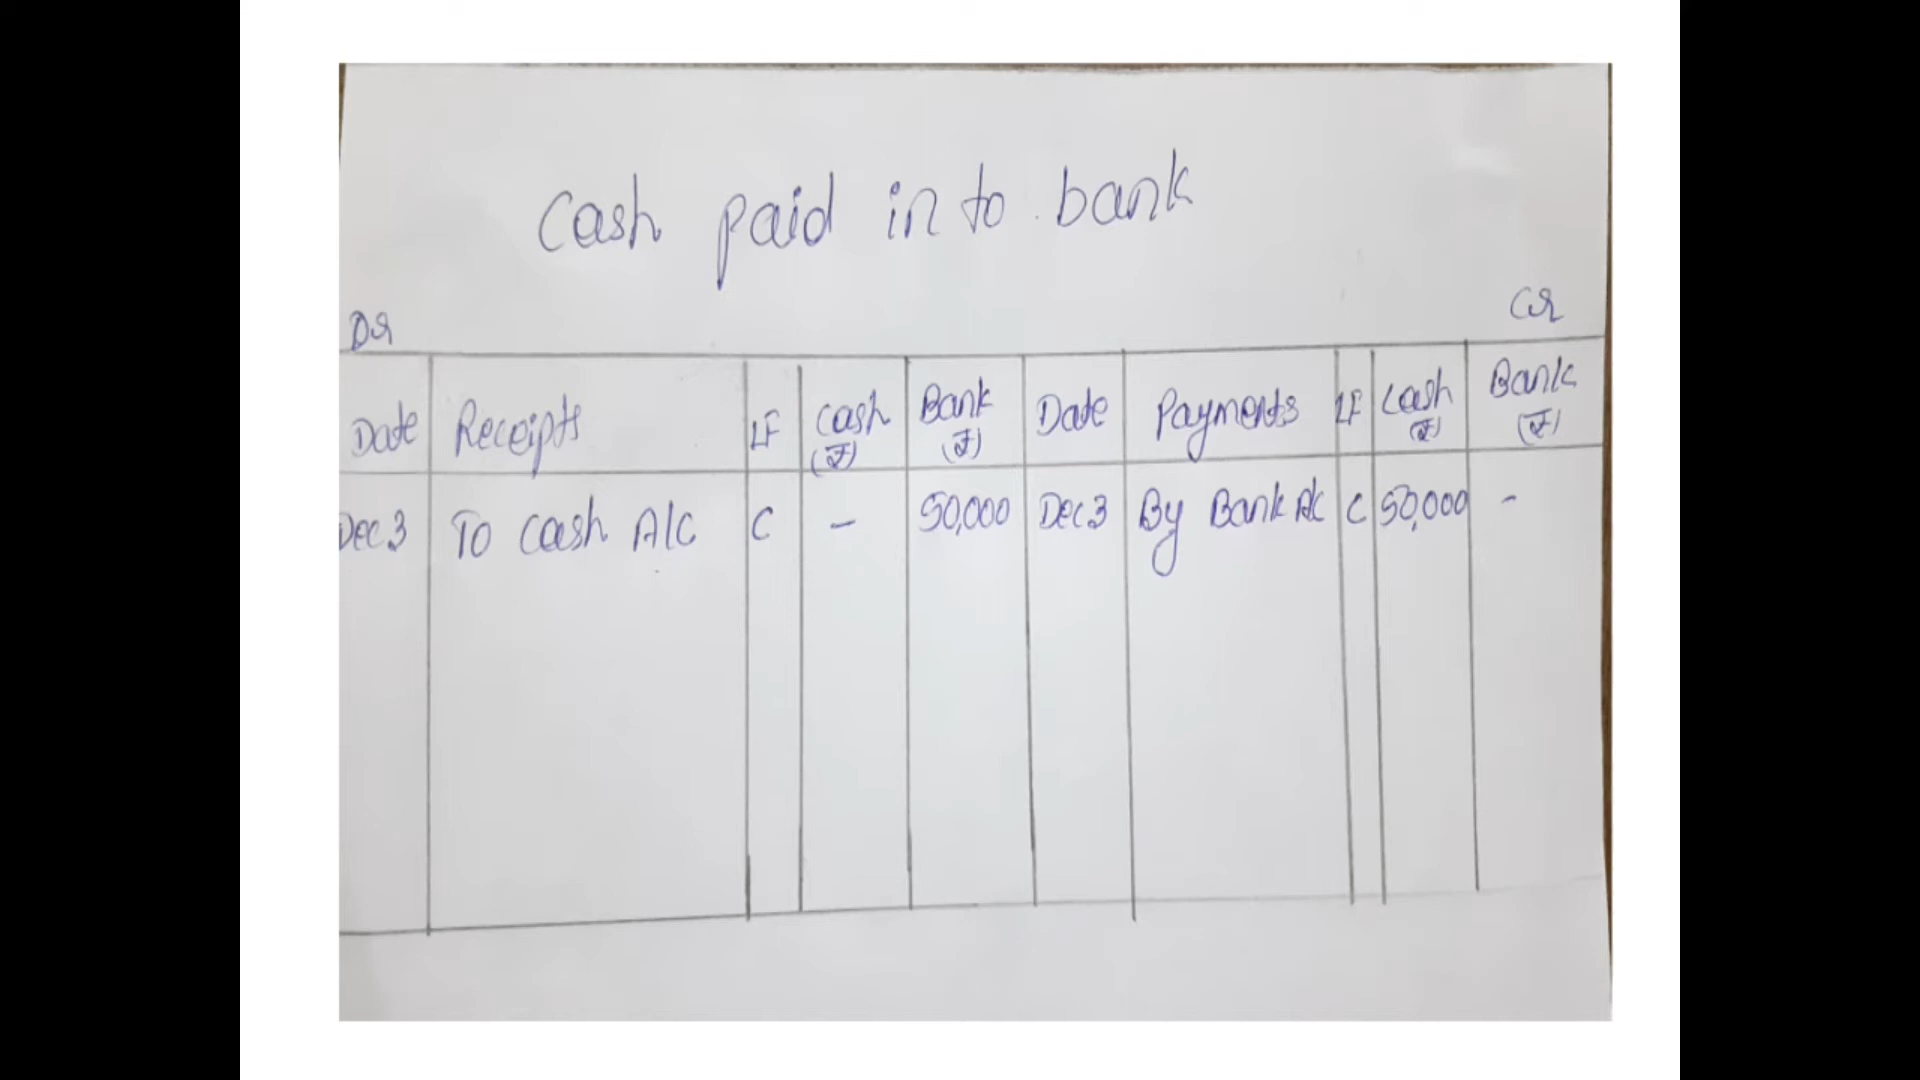 Cash paid in to bank
Dr Cr
Date Receipts LF Cash (₹) Bank (₹) Date Payments LF Cash (₹) Bank (₹)
Dec 3 To Cash A/C C - 50,000 Dec 3 By Bank A/c C 50,000 -